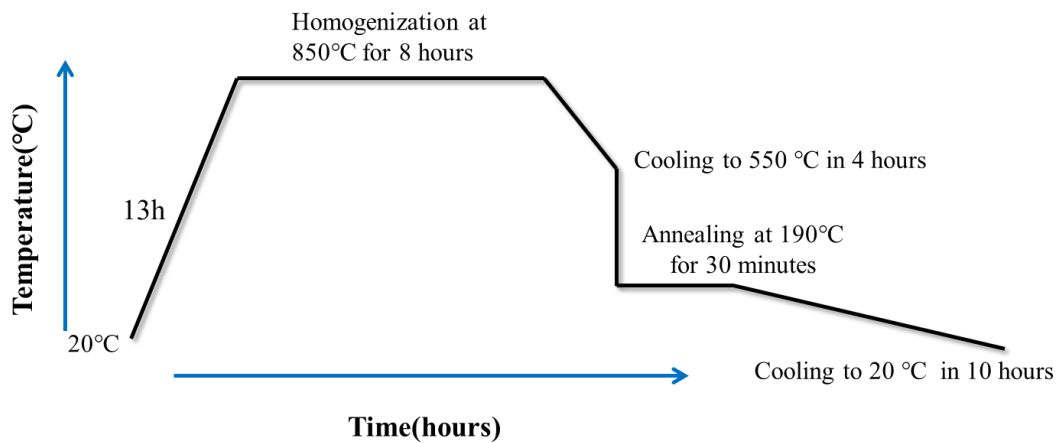 Homogenization at
850℃ for 8 hours
Temperature(℃)
13h
20℃
Cooling to 550 ℃ in 4 hours
Annealing at 190℃
for 30 minutes
Cooling to 20 ℃ in 10 hours
Time(hours)